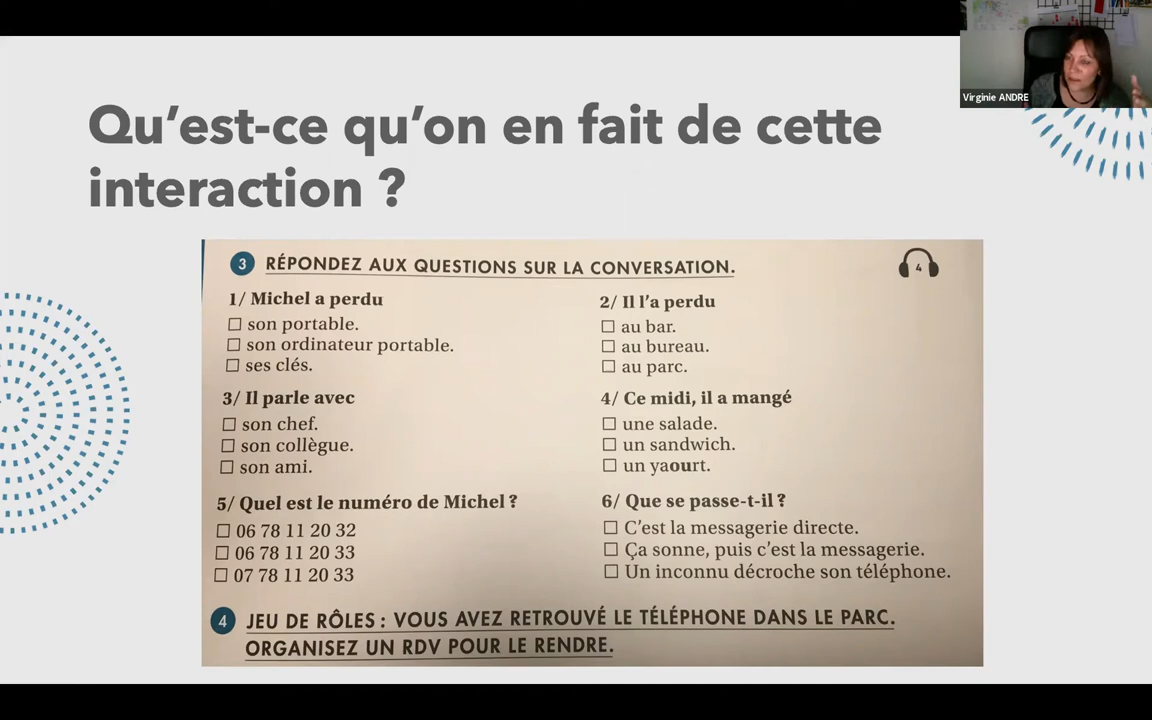 Virginie ANDRE
Qu’est-ce qu’on en fait de cette
interaction ?
3 RÉPONDEZ AUX QUESTIONS SUR LA CONVERSATION.
4
1/ Michel a perdu
☐ son portable.
☐ son ordinateur portable.
☐ ses clés.
2/ Il l’a perdu
☐ au bar.
☐ au bureau.
☐ au parc.
3/ Il parle avec
☐ son chef.
☐ son collègue.
☐ son ami.
4/ Ce midi, il a mangé
☐ une salade.
☐ un sandwich.
☐ un yaourt.
5/ Quel est le numéro de Michel ?
☐ 06 78 11 20 32
☐ 06 78 11 20 33
☐ 07 78 11 20 33
6/ Que se passe-t-il ?
☐ C’est la messagerie directe.
☐ Ça sonne, puis c’est la messagerie.
☐ Un inconnu décroche son téléphone.
4 JEU DE RÔLES : VOUS AVEZ RETROUVÉ LE TÉLÉPHONE DANS LE PARC.
ORGANISEZ UN RDV POUR LE RENDRE.